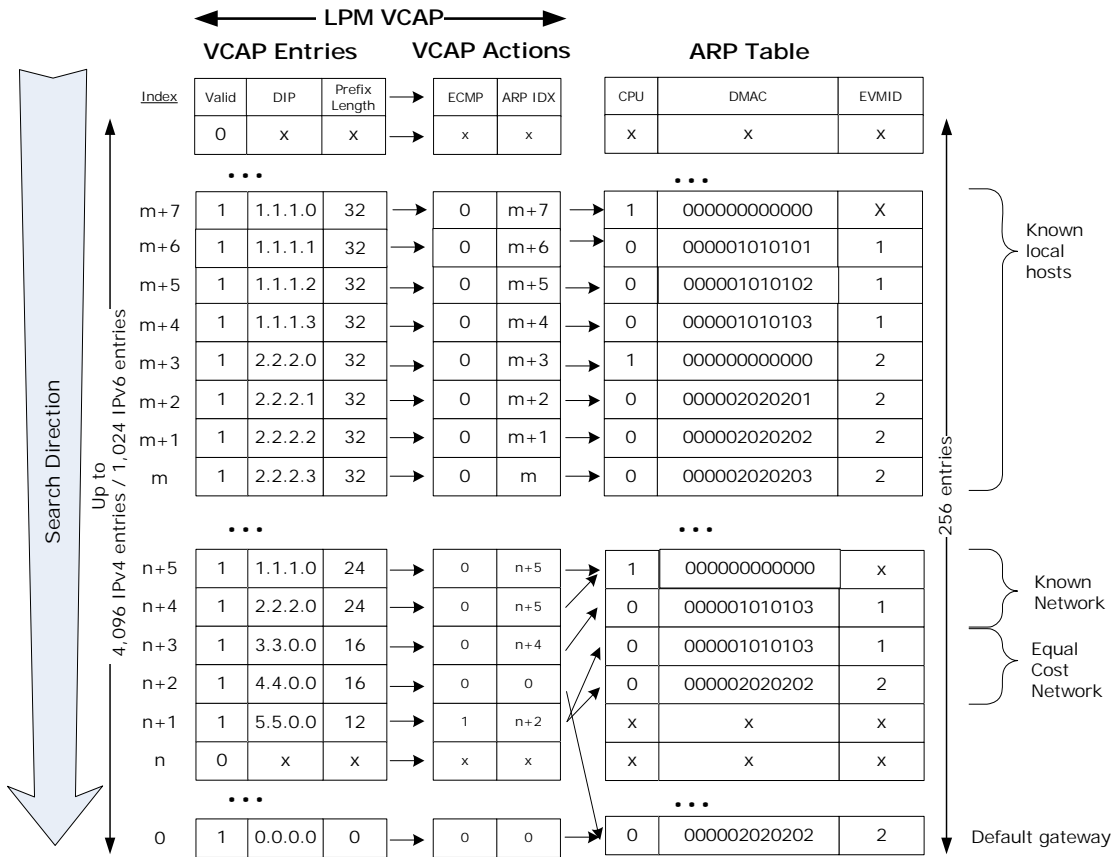 LPM VCAP
VCAP Entries VCAP Actions ARP Table
Index Valid DIP Prefix Length ECMP ARP IDX CPU DMAC EVMID
0 x x x x x x x
... ...
m+7 1 1.1.1.0 32 0 m+7 1 000000000000 X
m+6 1 1.1.1.1 32 0 m+6 0 000001010101 1
m+5 1 1.1.1.2 32 0 m+5 0 000001010102 1
m+4 1 1.1.1.3 32 0 m+4 0 000001010103 1
m+3 1 2.2.2.0 32 0 m+3 1 000000000000 2
m+2 1 2.2.2.1 32 0 m+2 0 000002020201 2
m+1 1 2.2.2.2 32 0 m+1 0 000002020202 2
m 1 2.2.2.3 32 0 m 0 000002020203 2
... ...
n+5 1 1.1.1.0 24 0 n+5 1 000000000000 x
n+4 1 2.2.2.0 24 0 n+5 0 000001010103 1
n+3 1 3.3.0.0 16 0 n+4 0 000001010103 1
n+2 1 4.4.0.0 16 0 0 0 000002020202 2
n+1 1 5.5.0.0 12 1 n+2 x x x
n 0 x x x x x x x
... ...
0 1 0.0.0.0 0 0 0 0 000002020202 2
Search Direction
Up to
4,096 IPv4 entries / 1,024 IPv6 entries
256 entries
Known
local
hosts
Known
Network
Equal
Cost
Network
Default gateway